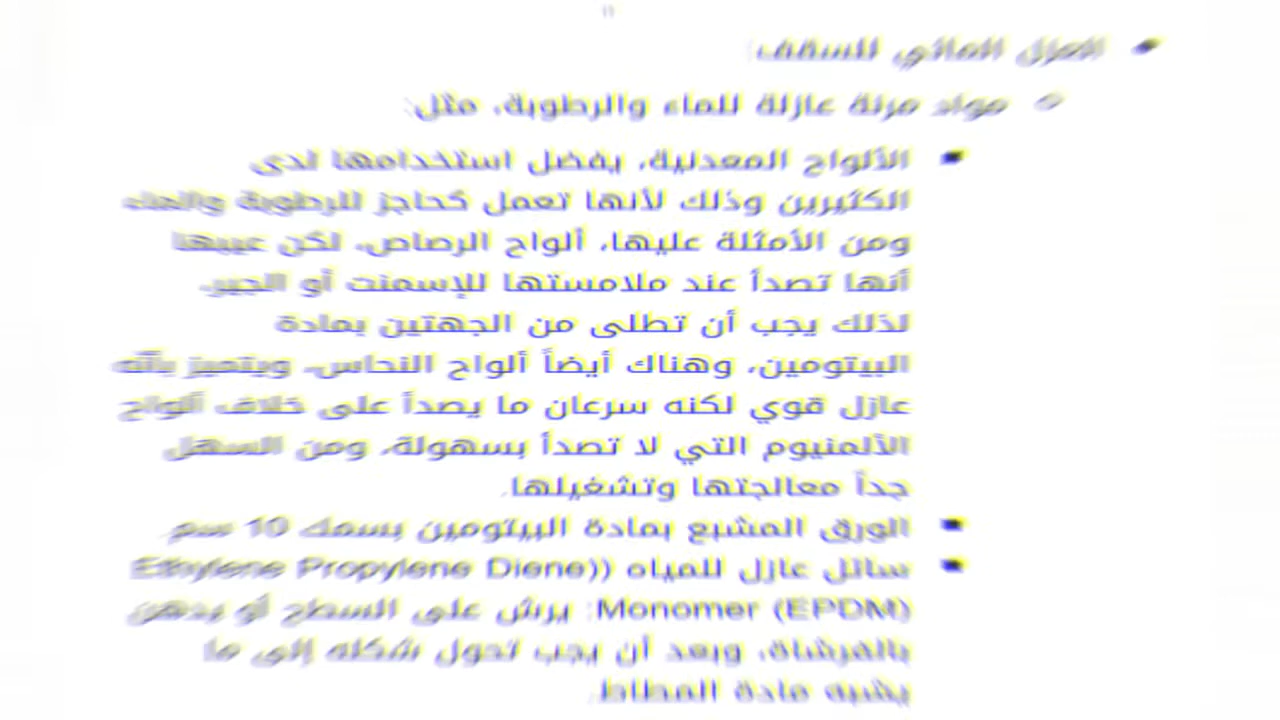 العزل المائي للسقف:
مواد مرنة عازلة للماء والرطوبة، مثل:
الألواح المعدنية، يفضل استخدامها لدى
الكثيرين وذلك لأنها تعمل كحاجز للرطوبة والماء
ومن الأمثلة عليها، ألواح الرصاص، لكن عيبها
أنها تصدأ عند ملامستها للإسمنت أو الجير،
لذلك يجب أن تطلى من الجهتين بمادة
البيتومين، وهناك أيضاً ألواح النحاس، ويتميز بأنّه
عازل قوي لكنه سرعان ما يصدأ على خلاف ألواح
الألمنيوم التي لا تصدأ بسهولة، ومن السهل
جداً معالجتها وتشغيلها.
الورق المشبع بمادة البيتومين بسمك 10 سم.
سائل عازل للمياه ((Ethylene Propylene Diene
Monomer (EPDM): يرش على السطح أو يدهن
بالفرشاة، وبعد أن يجب تحول شكله إلى ما
يشبه مادة المطاط.